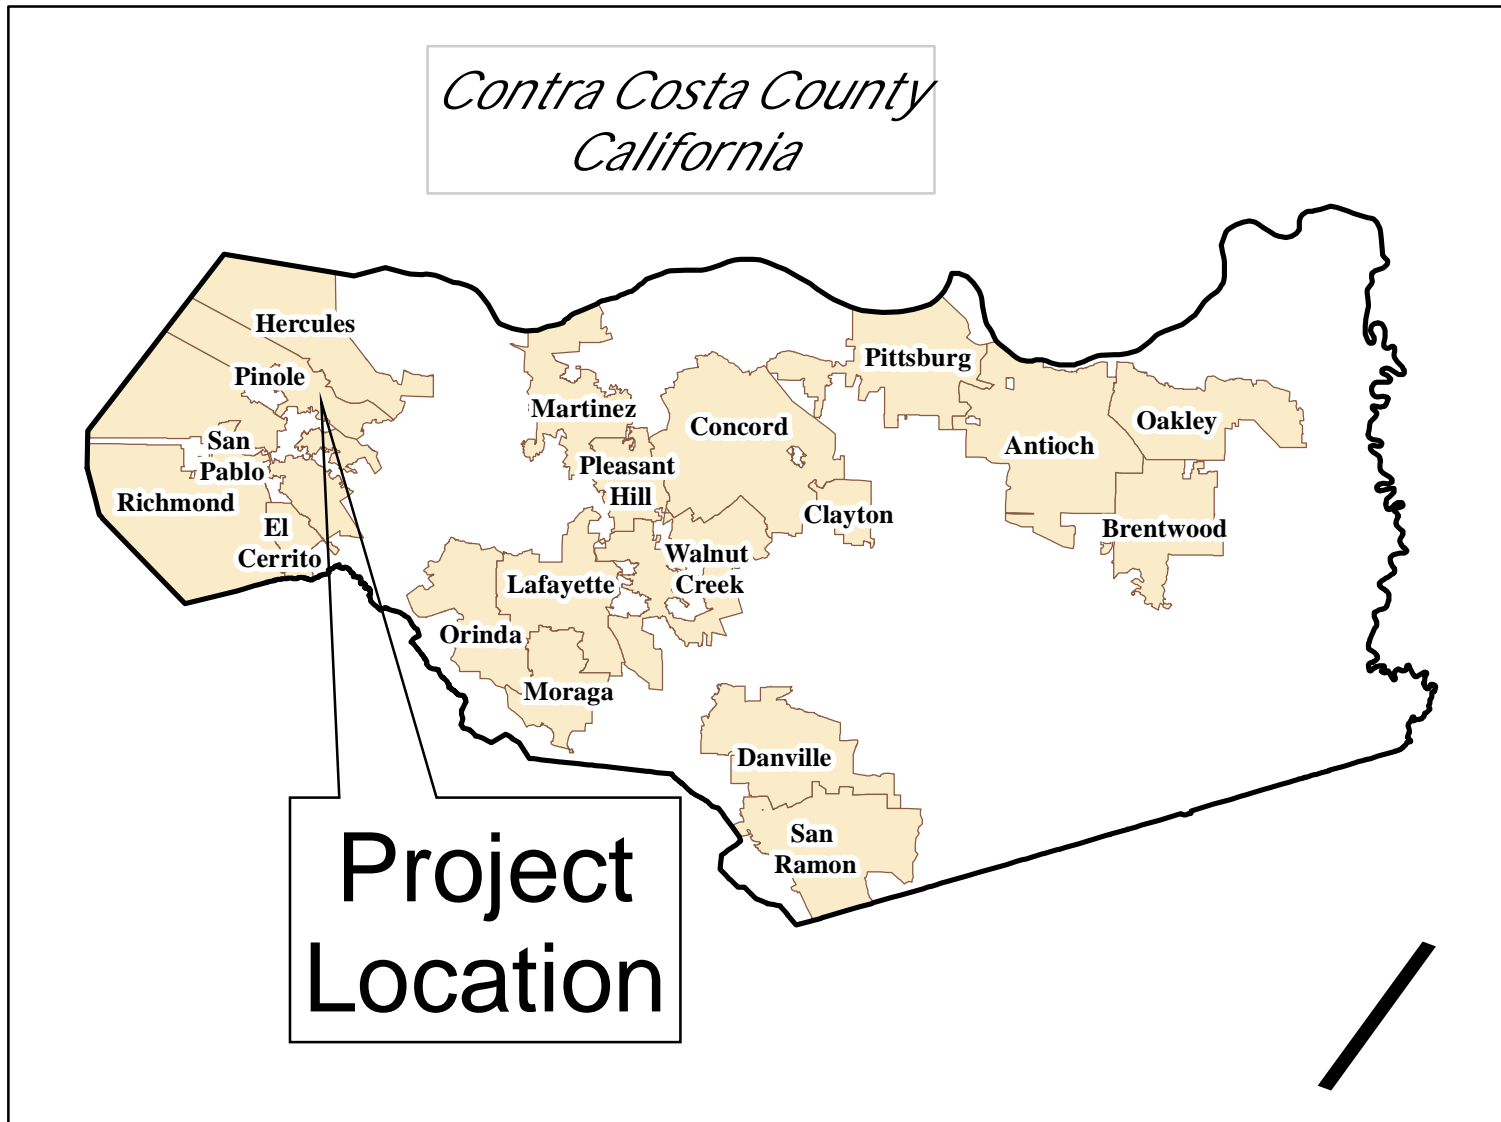 Contra Costa County
California
Hercules
Pinole
San
Pablo
Richmond
El
Cerrito
Martinez
Pleasant
Hill
Concord
Clayton
Walnut
Creek
Lafayette
Orinda
Moraga
Pittsburg
Antioch
Oakley
Brentwood
Danville
San
Ramon
Project
Location